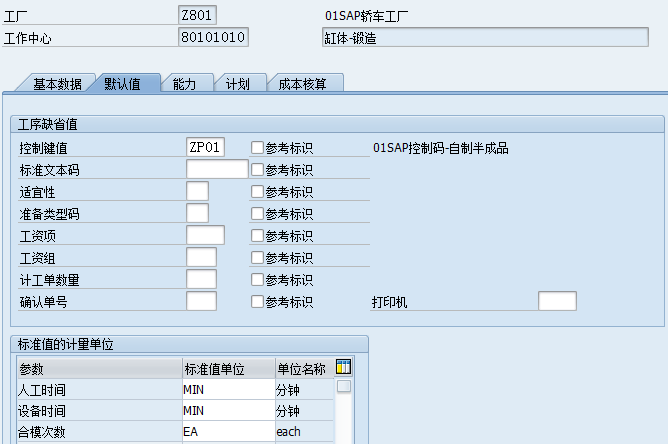 工厂 Z801 01SAP轿车工厂
工作中心 80101010 缸体-锻造
基本数据 默认值 能力 计划 成本核算
工序缺省值
控制键值 ZP01 参考标识 01SAP控制码-自制半成品
标准文本码 参考标识
适宜性 参考标识
准备类型码 参考标识
工资项 参考标识
工资组 参考标识
计工单数量 参考标识
确认单号 参考标识 打印机
标准值的计量单位
参数 标准值单位 单位名称
人工时间 MIN 分钟
设备时间 MIN 分钟
合模次数 EA each